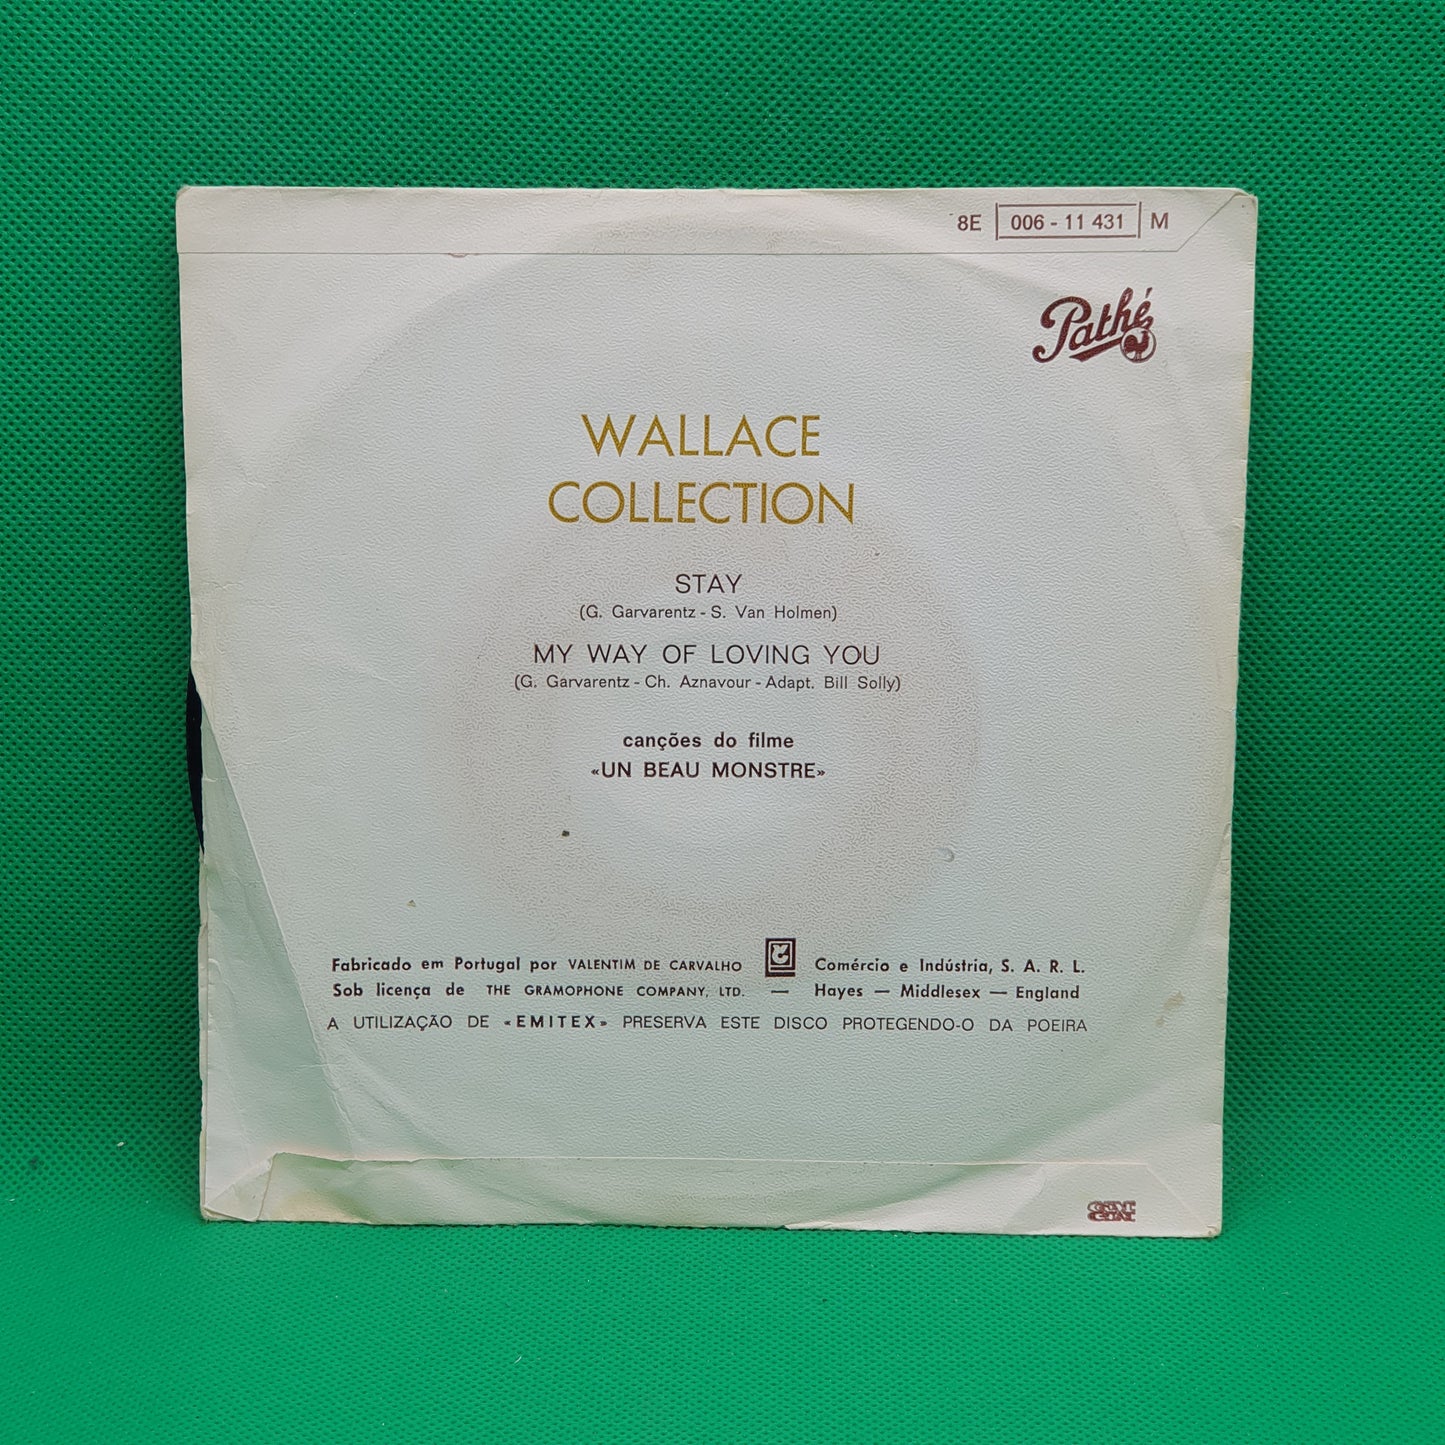 8E 006 - 11 431 M
Pathé
WALLACE
COLLECTION
STAY
(G. Garvarentz - S. Van Holmen)
MY WAY OF LOVING YOU
(G. Garvarentz - Ch. Aznavour - Adapt. Bill Solly)
canções do filme
«UN BEAU MONSTRE»
Fabricado em Portugal por VALENTIM DE CARVALHO Comércio e Indústria, S. A. R. L.
Sob licença de THE GRAMOPHONE COMPANY, LTD. — Hayes — Middlesex — England
A UTILIZAÇÃO DE «EMITEX» PRESERVA ESTE DISCO PROTEGENDO-O DA POEIRA